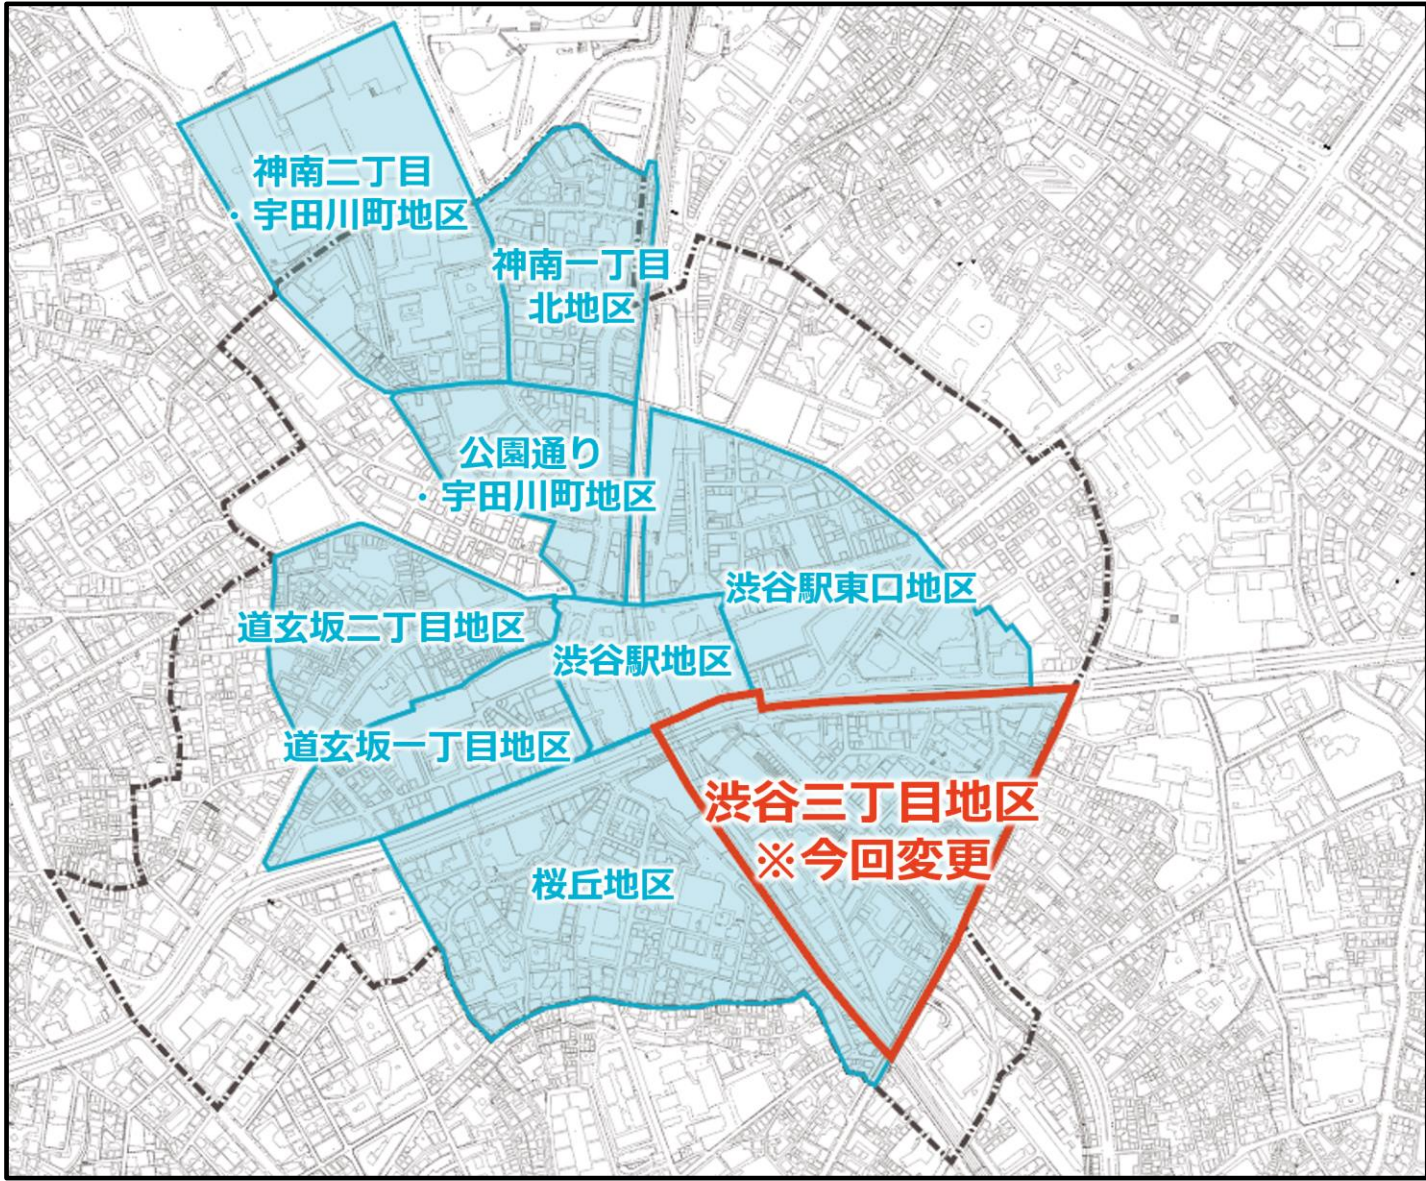 神南二丁目
・宇田川町地区
神南一丁目
北地区
公園通り
・宇田川町地区
渋谷駅東口地区
道玄坂二丁目地区
渋谷駅地区
道玄坂一丁目地区
渋谷三丁目地区
※今回変更
桜丘地区